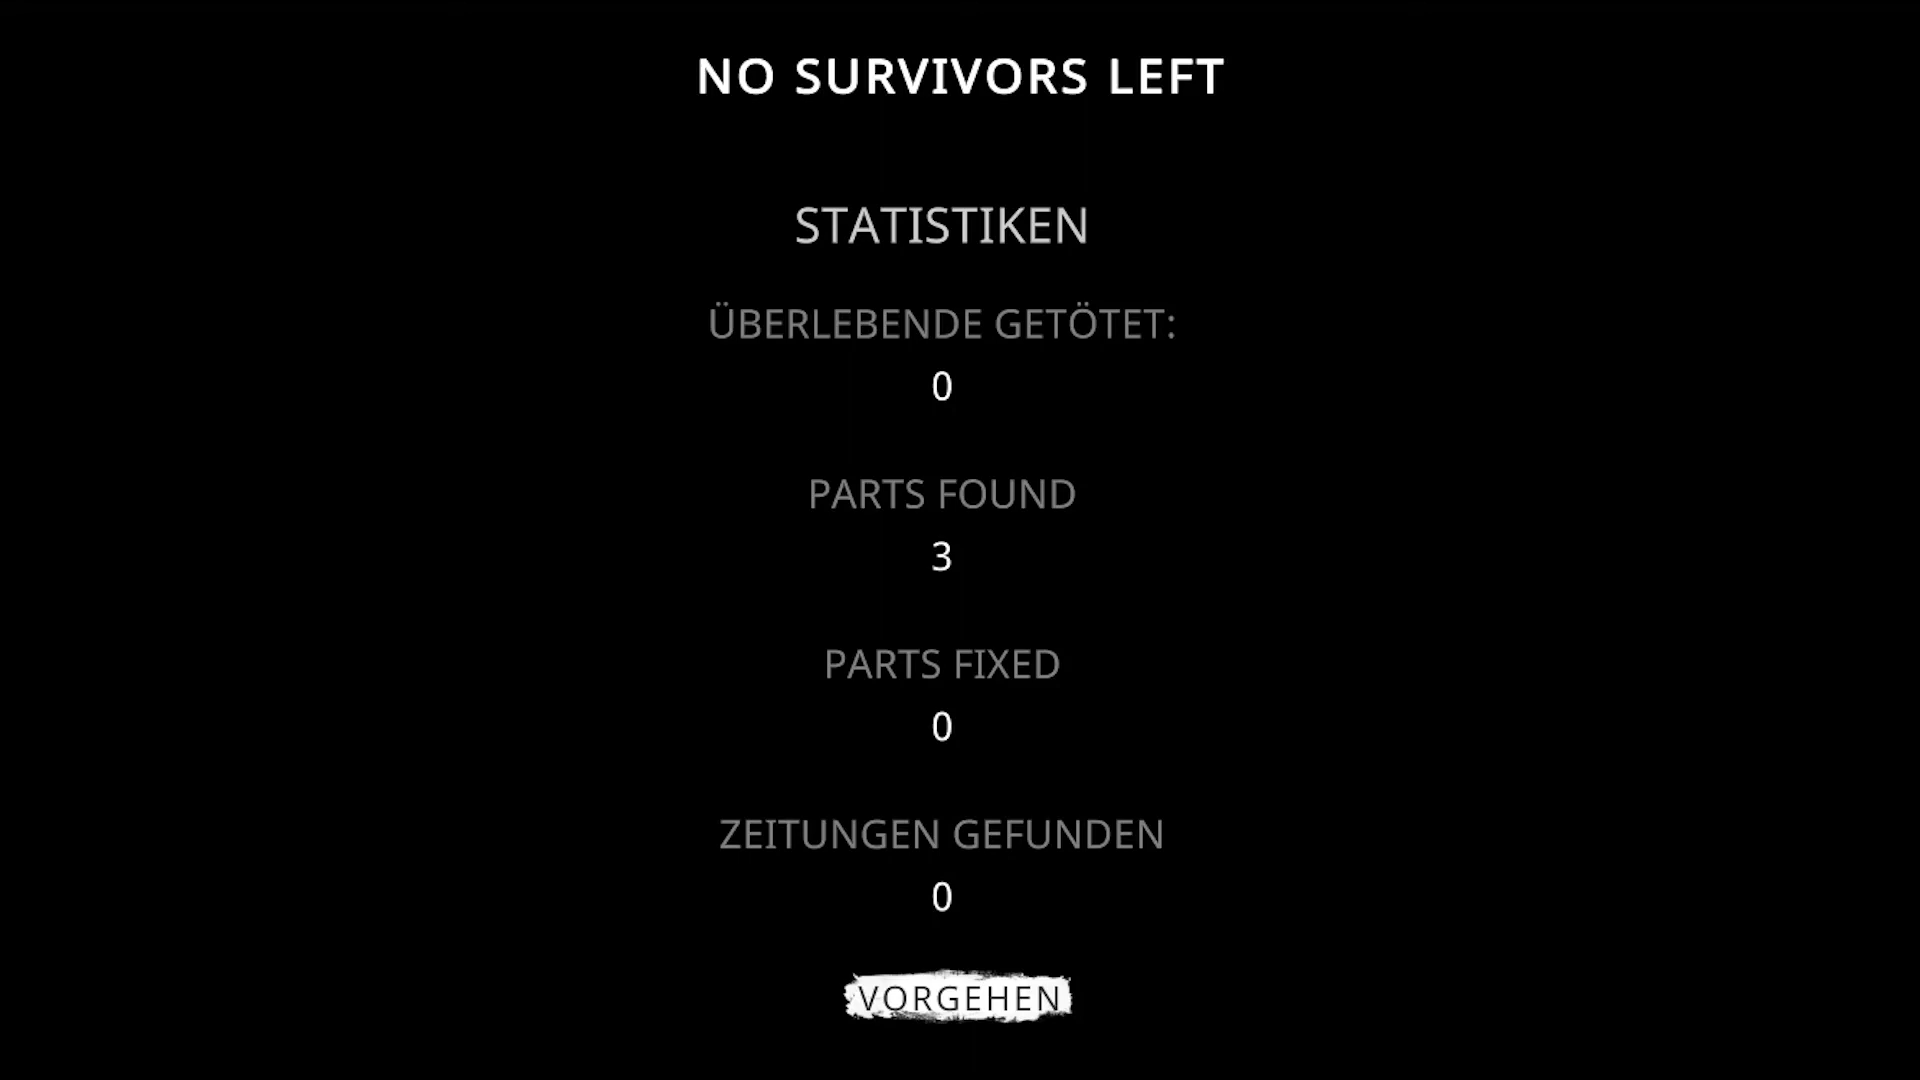 NO SURVIVORS LEFT
STATISTIKEN
ÜBERLEBENDE GETÖTET:
0
PARTS FOUND
3
PARTS FIXED
0
ZEITUNGEN GEFUNDEN
0
VORGEHEN